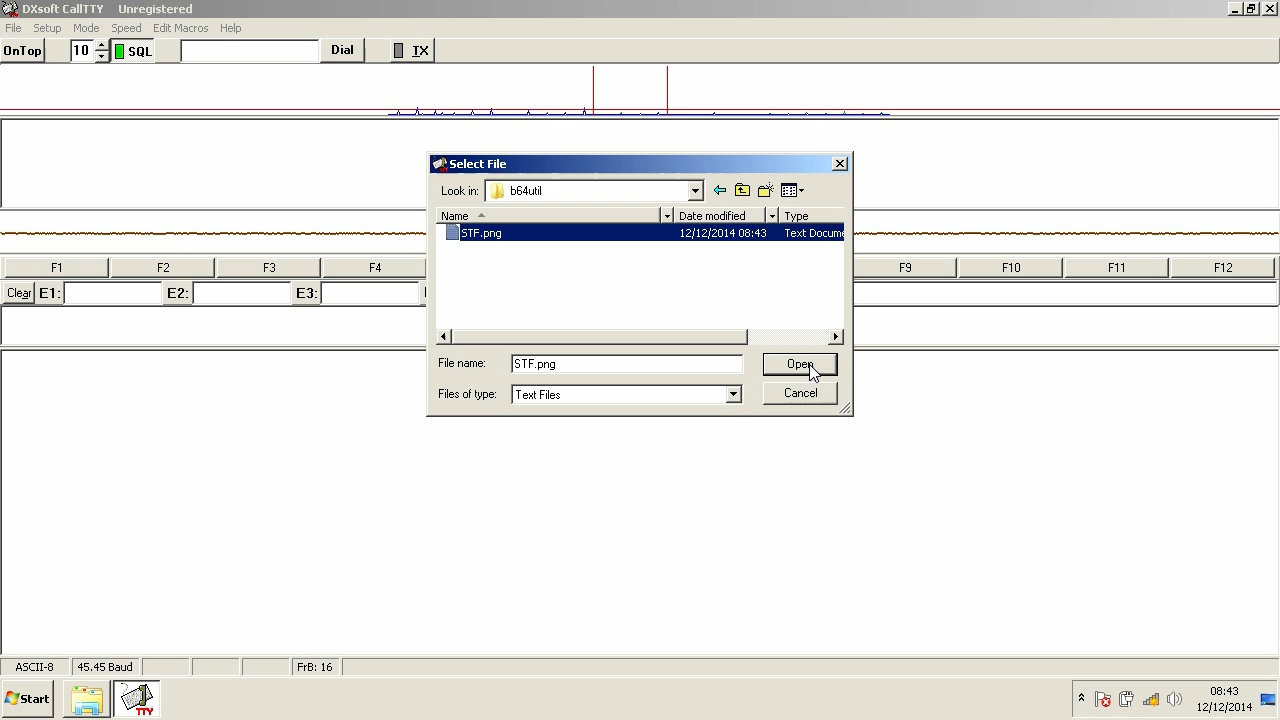 DXsoft CallTTY Unregistered
File Setup Mode Speed Edit Macros Help
OnTop 10 SQL Dial TX
Select File
Look in: b64util
Name Date modified Type
STF.png 12/12/2014 08:43 Text Docume
F1 F2 F3 F4 F9 F10 F11 F12
Clear E1: E2: E3:
File name: STF.png Open
Files of type: Text Files Cancel
ASCII-8 45.45 Baud FrB: 16
Start TTY 08:43
12/12/2014